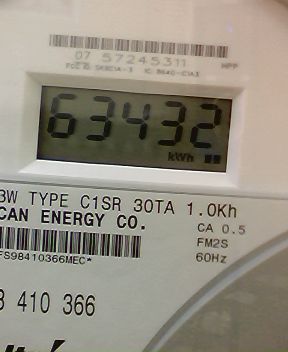 07 57245311
HPP
63432
kWh
3W TYPE C1SR 30TA 1.0Kh
CAN ENERGY CO.
CA 0.5
FM2S
60Hz
FS98410366MEC*
410 366